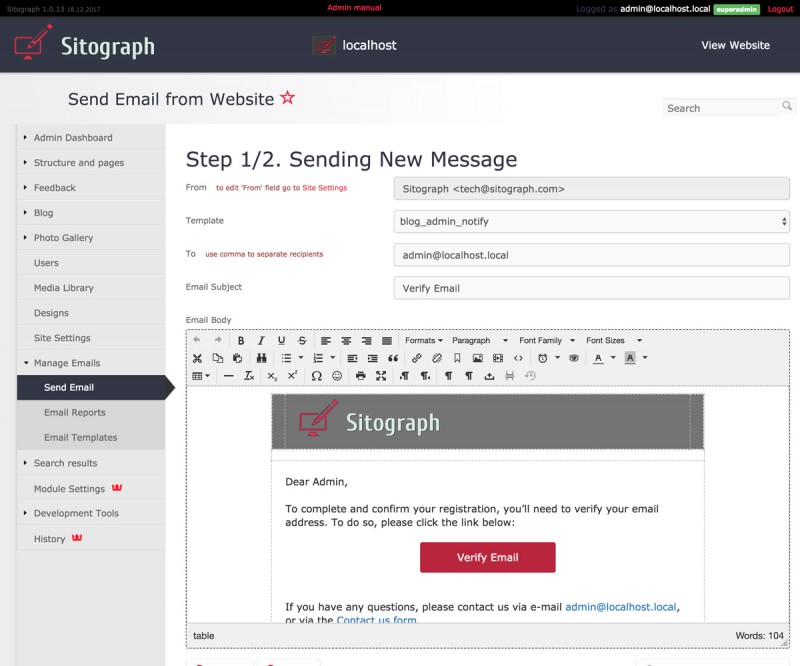 Sitograph 1.0.13 18.12.2017
Admin manual
Logged as admin@localhost.local superadmin Logout
Sitograph
localhost
View Website
Send Email from Website
Search
Admin Dashboard
Structure and pages
Feedback
Blog
Photo Gallery
Users
Media Library
Designs
Site Settings
Manage Emails
Send Email
Email Reports
Email Templates
Search results
Module Settings
Development Tools
History
Step 1/2. Sending New Message
From to edit 'From' field go to Site Settings
Sitograph <tech@sitograph.com>
Template
blog_admin_notify
To use comma to separate recipients
admin@localhost.local
Email Subject
Verify Email
Email Body
Formats Paragraph Font Family Font Sizes
Sitograph
Dear Admin,
To complete and confirm your registration, you'll need to verify your email
address. To do so, please click the link below:
Verify Email
If you have any questions, please contact us via e-mail admin@localhost.local,
or via the Contact us form.
table
Words: 104